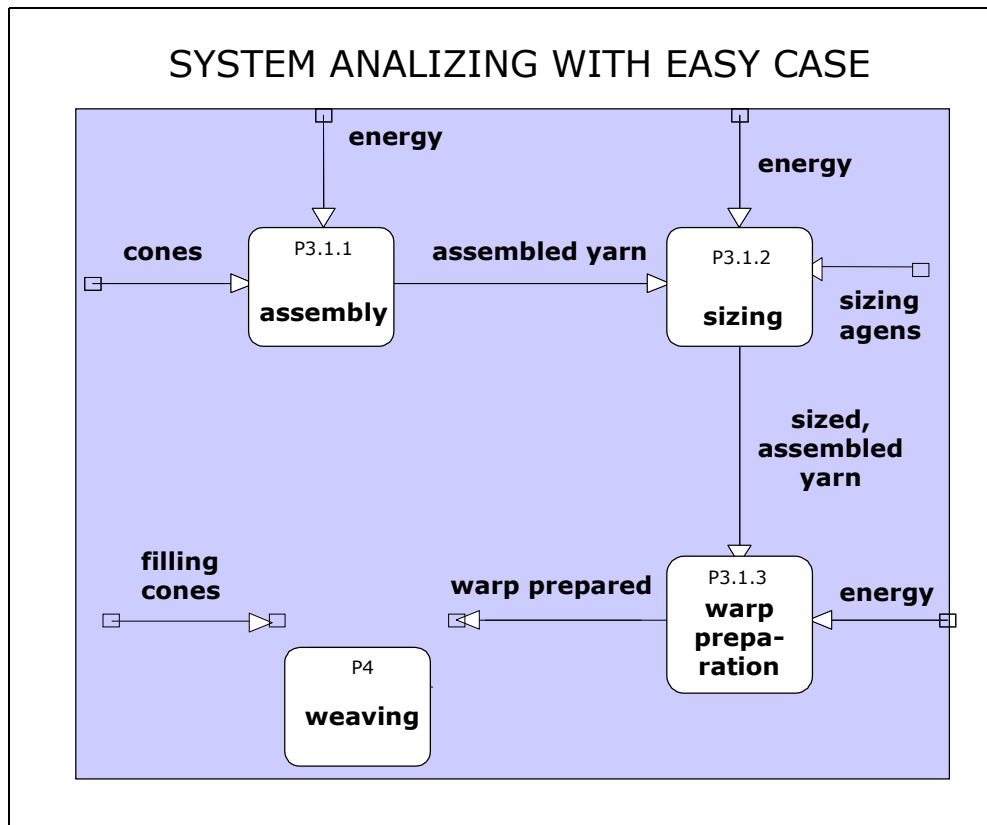 SYSTEM ANALIZING WITH EASY CASE
energy
energy
cones
P3.1.1
assembly
assembled yarn
P3.1.2
sizing
sizing
agens
sized,
assembled
yarn
filling
cones
warp prepared
P3.1.3
warp
prepa-
ration
energy
P4
weaving